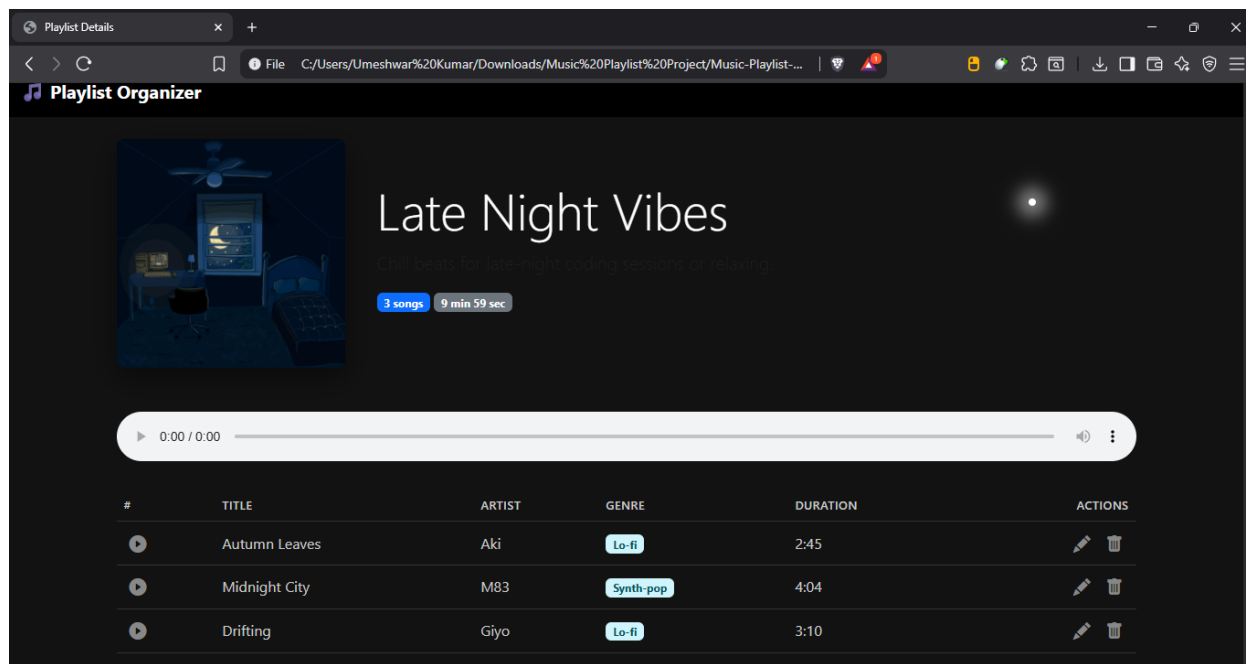 Playlist Details
File C:/Users/Umeshwar%20Kumar/Downloads/Music%20Playlist%20Project/Music-Playlist-...
1
Playlist Organizer
Late Night Vibes
Chill beats for late-night coding sessions or relaxing
3 songs 9 min 59 sec
0:00 / 0:00
# TITLE ARTIST GENRE DURATION ACTIONS
Autumn Leaves Aki Lo-fi 2:45
Midnight City M83 Synth-pop 4:04
Drifting Giyo Lo-fi 3:10